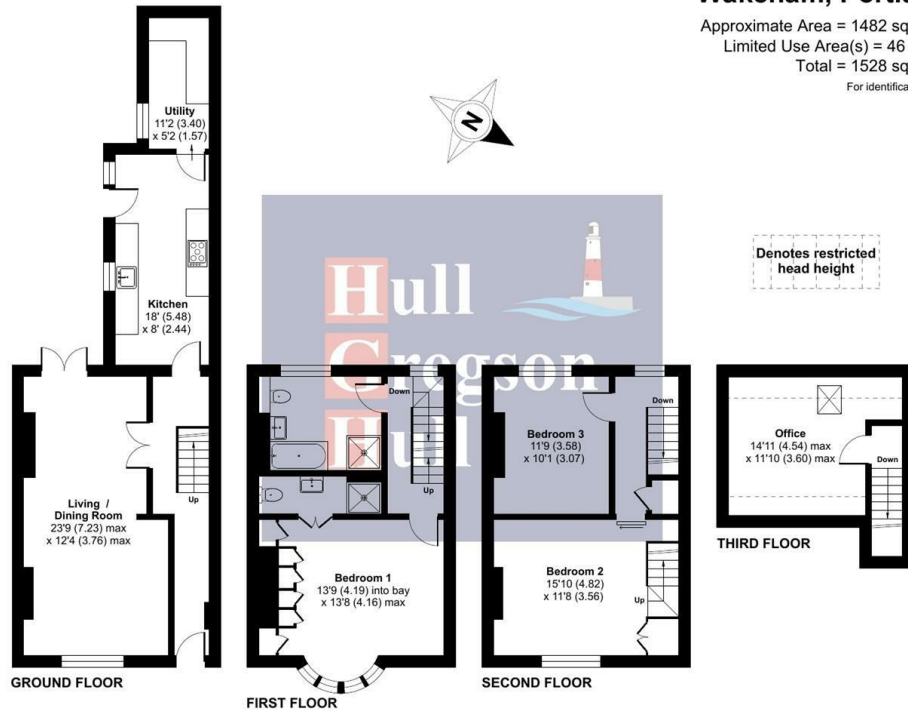 Approximate Area = 1482 sq
Limited Use Area(s) = 46
Total = 1528 sq
For identifica
N
Denotes restricted
head height
Hull
Gregson
Hull
Utility
11'2 (3.40)
x 5'2 (1.57)
Kitchen
18' (5.48)
x 8' (2.44)
Living /
Dining Room
23'9 (7.23) max
x 12'4 (3.76) max
Up
GROUND FLOOR
Down
Up
Bedroom 1
13'9 (4.19) into bay
x 13'8 (4.16) max
FIRST FLOOR
Bedroom 3
11'9 (3.58)
x 10'1 (3.07)
Down
Bedroom 2
15'10 (4.82)
x 11'8 (3.56)
Up
SECOND FLOOR
Office
14'11 (4.54) max
x 11'10 (3.60) max
Down
THIRD FLOOR